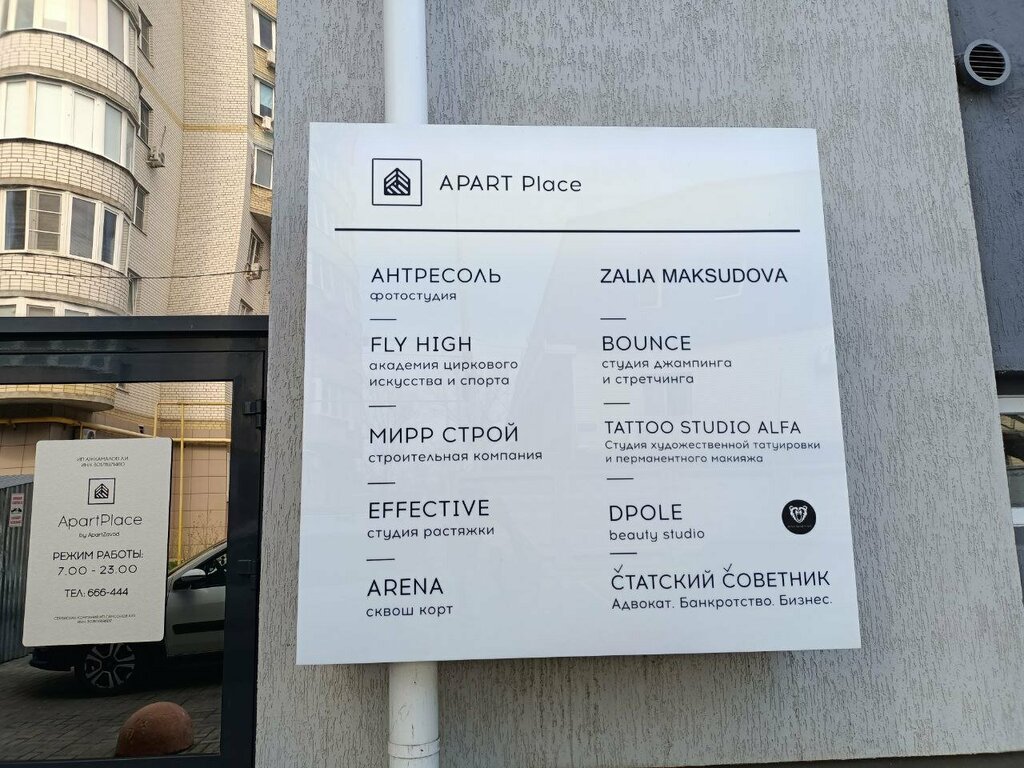 APART Place
АНТРЕСОЛЬ
фотостудия
FLY HIGH
академия циркового
искусства и спорта
МИРР СТРОЙ
строительная компания
EFFECTIVE
студия растяжки
ARENA
сквош корт
ZALIA MAKSUDOVA
BOUNCE
студия джампинга
и стретчинга
TATTOO STUDIO ALFA
Студия художественной татуировки
и перманентного макияжа
DPOLE
beauty studio
СТАТСКИЙ СОВЕТНИК
Адвокат. Банкротство. Бизнес.
ApartPlace
by ApartZavod
РЕЖИМ РАБОТЫ:
7.00 - 23.00
ТЕЛ: 666-444